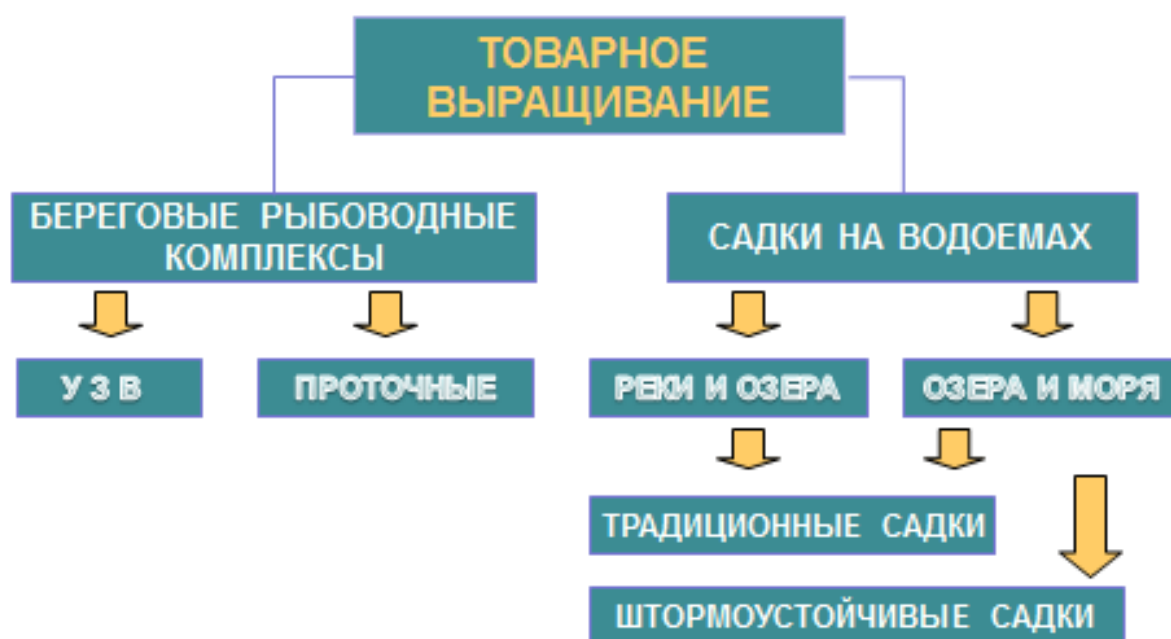 ТОВАРНОЕ
ВЫРАЩИВАНИЕ
БЕРЕГОВЫЕ РЫБОВОДНЫЕ
КОМПЛЕКСЫ
САДКИ НА ВОДОЕМАХ
У З В
ПРОТОЧНЫЕ
РЕКИ И ОЗЕРА
ОЗЕРА И МОРЯ
ТРАДИЦИОННЫЕ САДКИ
ШТОРМОУСТОЙЧИВЫЕ САДКИ